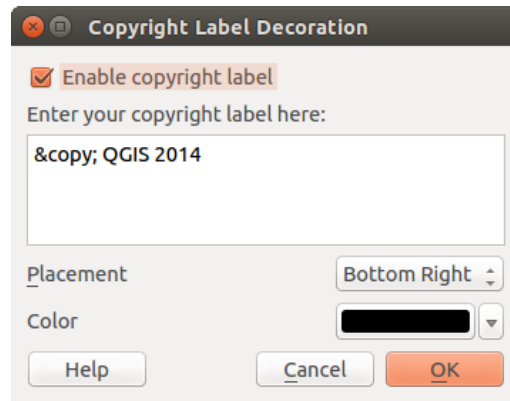 Copyright Label Decoration
Enable copyright label
Enter your copyright label here:
&copy; QGIS 2014
Placement
Bottom Right
Color
Help
Cancel
OK